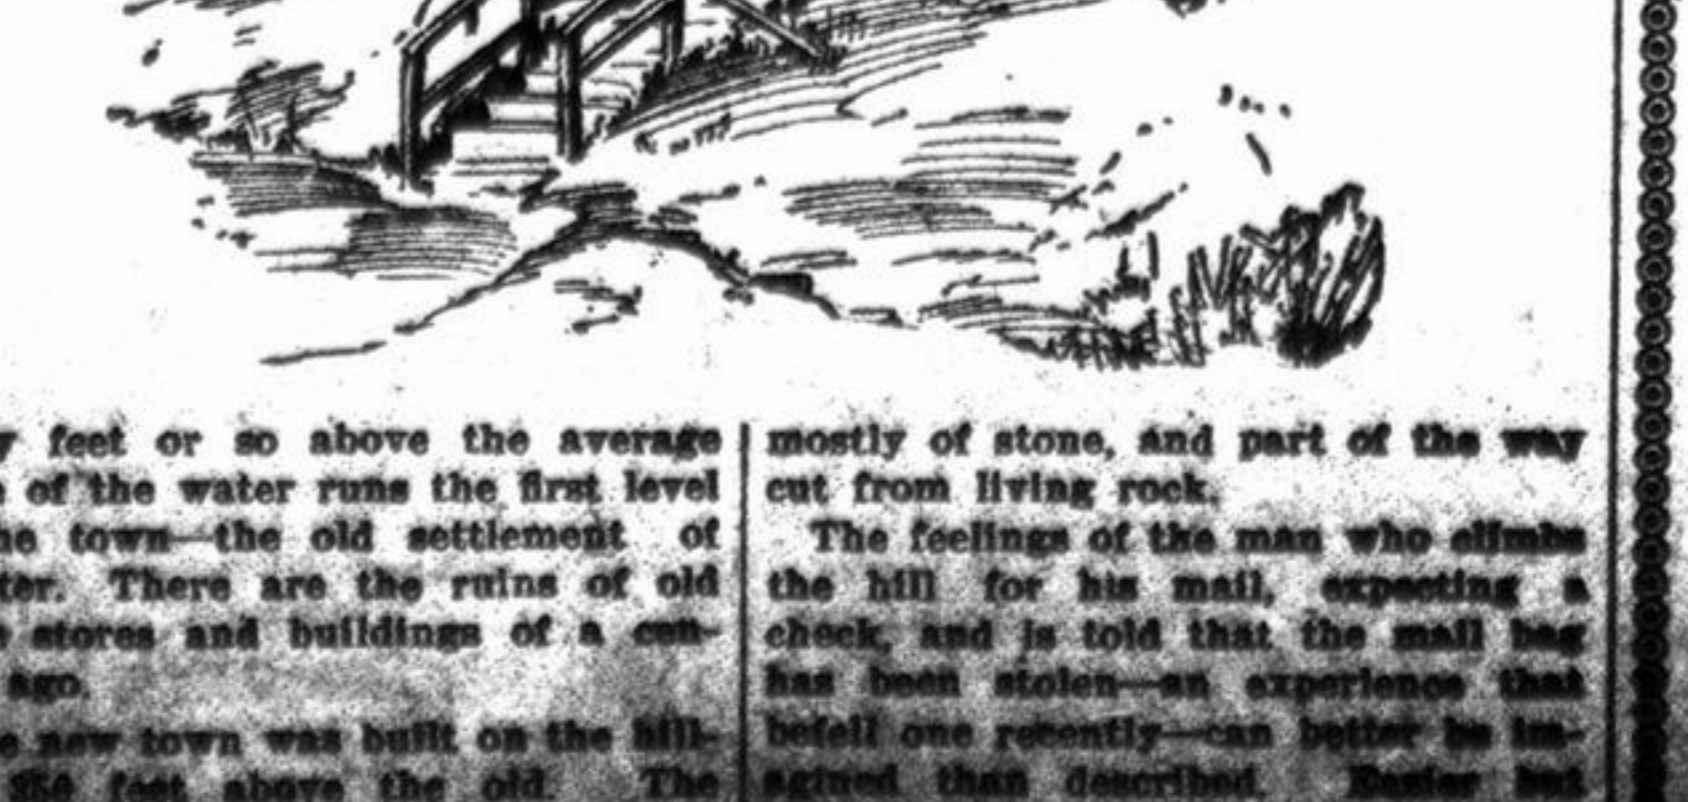 feet or so above the average
of the water runs the first level
town—the old settlement of
There are the ruins of old
stores and buildings of a cen-
ago.
new town was built on the hill-
350 feet above the old. The
mostly of stone, and part of the way
cut from living rock.
The feelings of the man who climbs
the hill for his mail, expecting a
check, and is told that the mail bag
has been stolen—an experience that
befell one recently—can better be im-
agined than described. Easier but